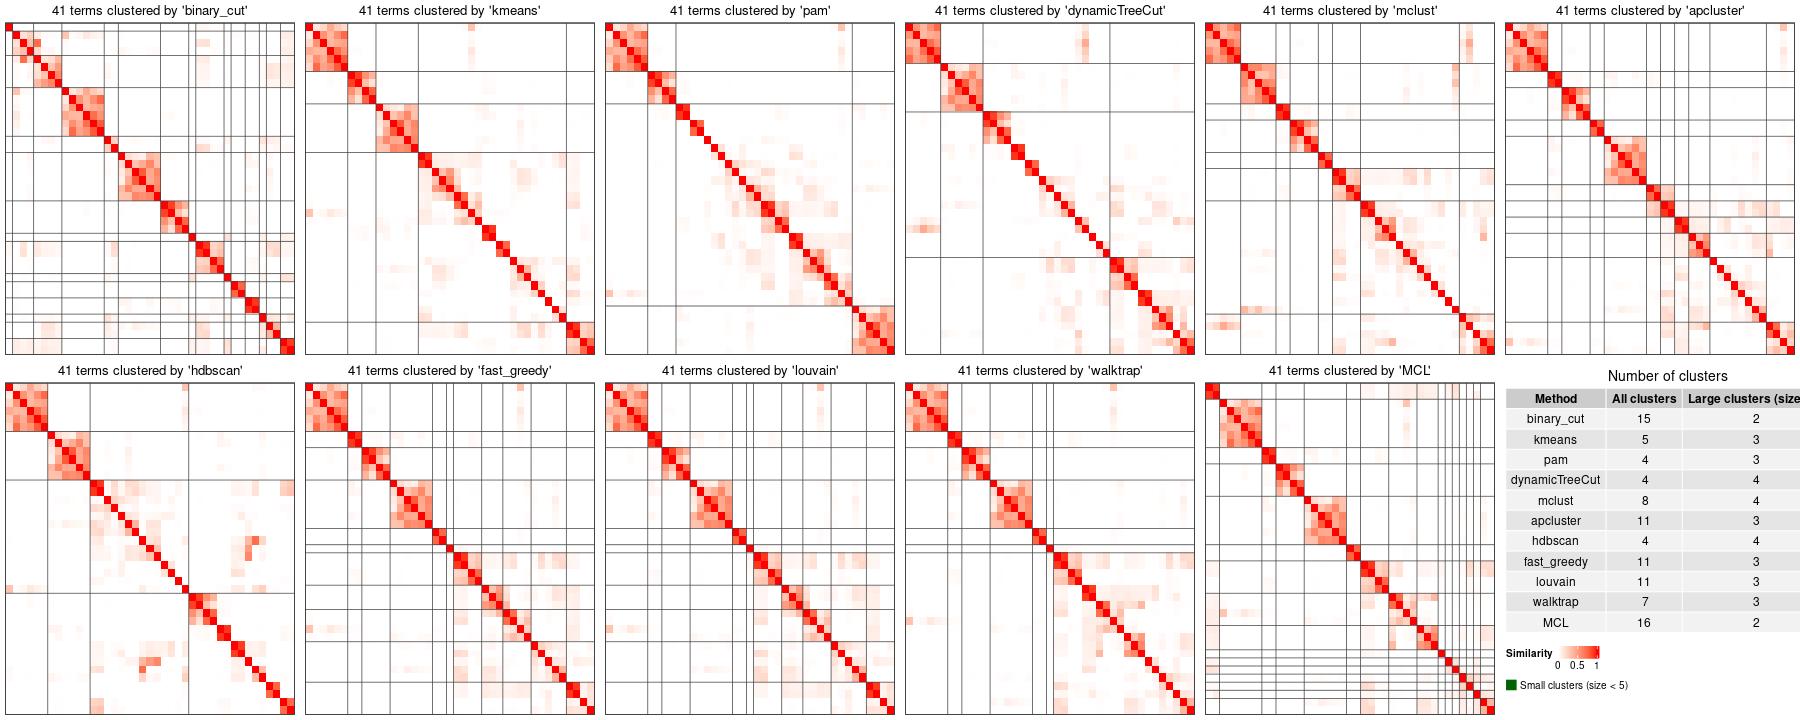 41 terms clustered by 'binary_cut'
41 terms clustered by 'kmeans'
41 terms clustered by 'pam'
41 terms clustered by 'dynamicTreeCut'
41 terms clustered by 'mclust'
41 terms clustered by 'apcluster'
41 terms clustered by 'hdbscan'
41 terms clustered by 'fast_greedy'
41 terms clustered by 'louvain'
41 terms clustered by 'walktrap'
41 terms clustered by 'MCL'
Number of clusters
Method All clusters Large clusters (size
binary_cut 15 2
kmeans 5 3
pam 4 3
dynamicTreeCut 4 4
mclust 8 4
apcluster 11 3
hdbscan 4 4
fast_greedy 11 3
louvain 11 3
walktrap 7 3
MCL 16 2
Similarity
0 0.5 1
Small clusters (size < 5)